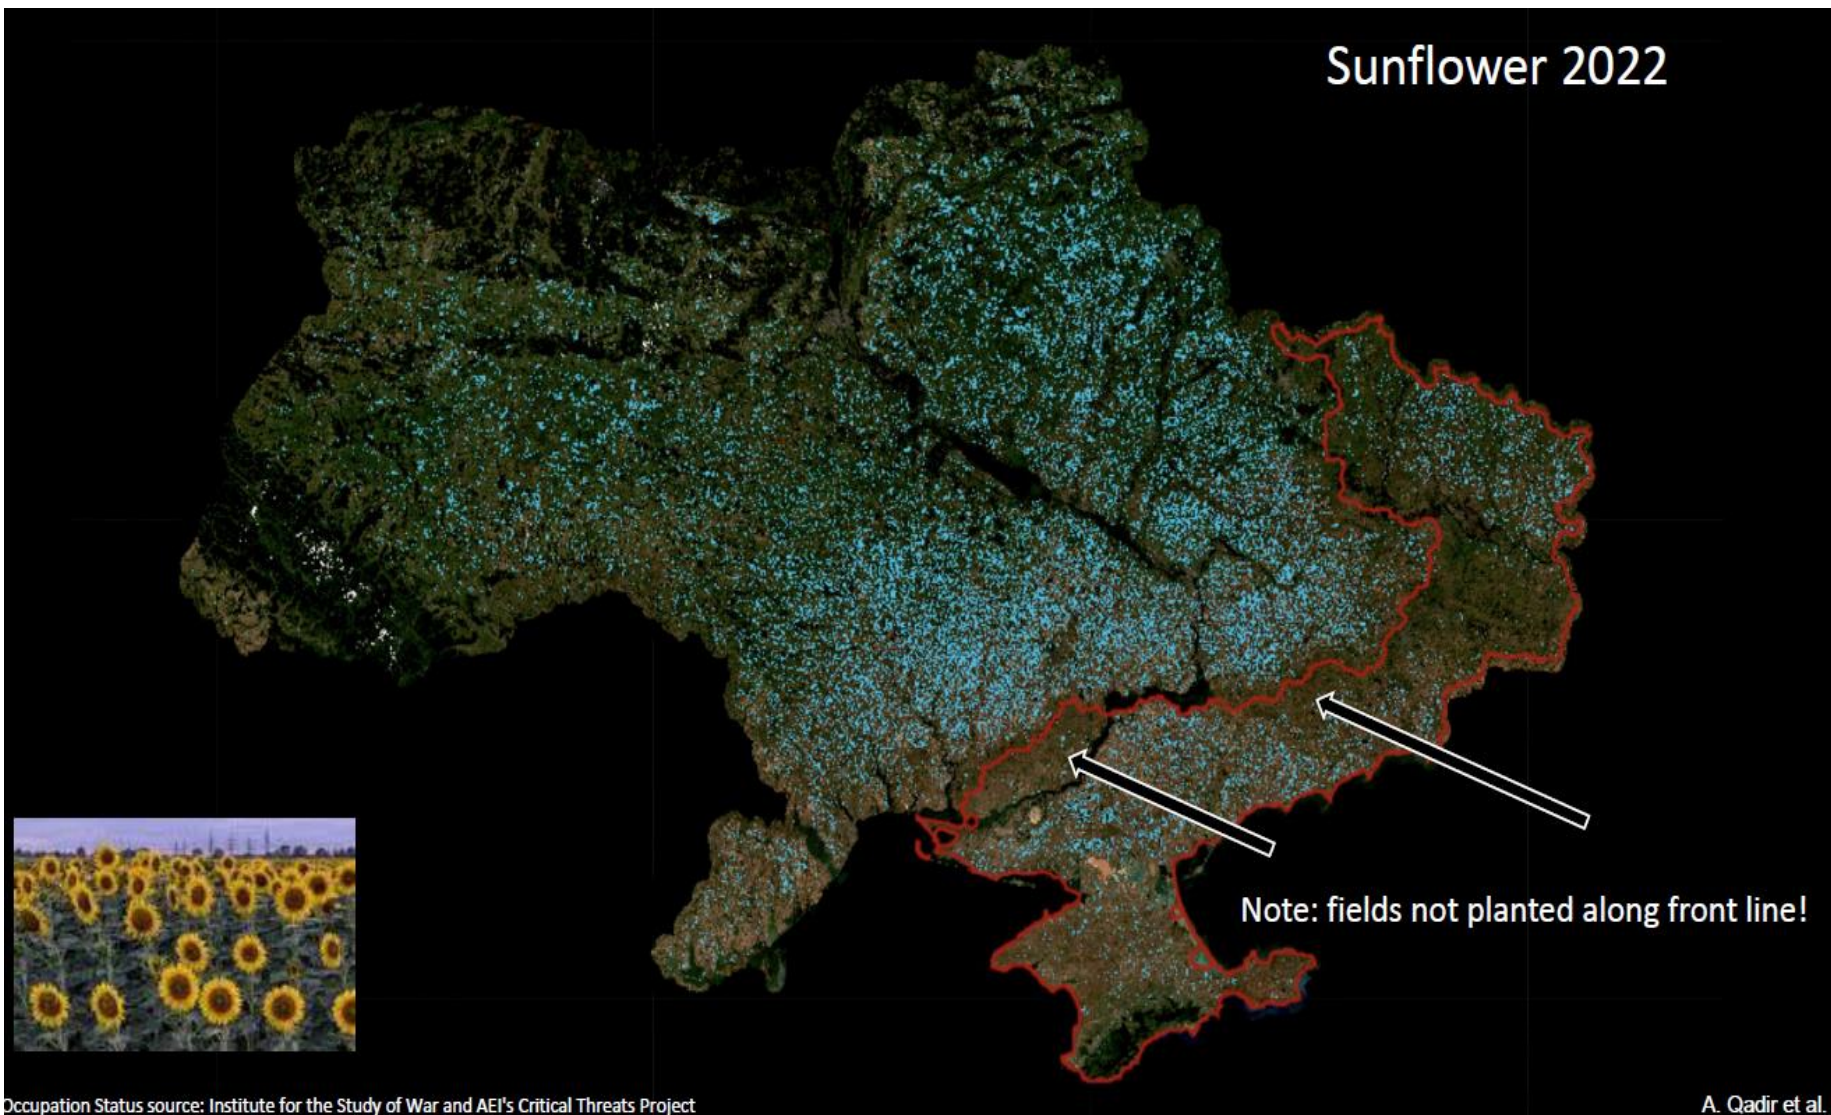 Sunflower 2022
Note: fields not planted along front line!
Occupation Status source: Institute for the Study of War and AEI's Critical Threats Project
A. Qadir et al.